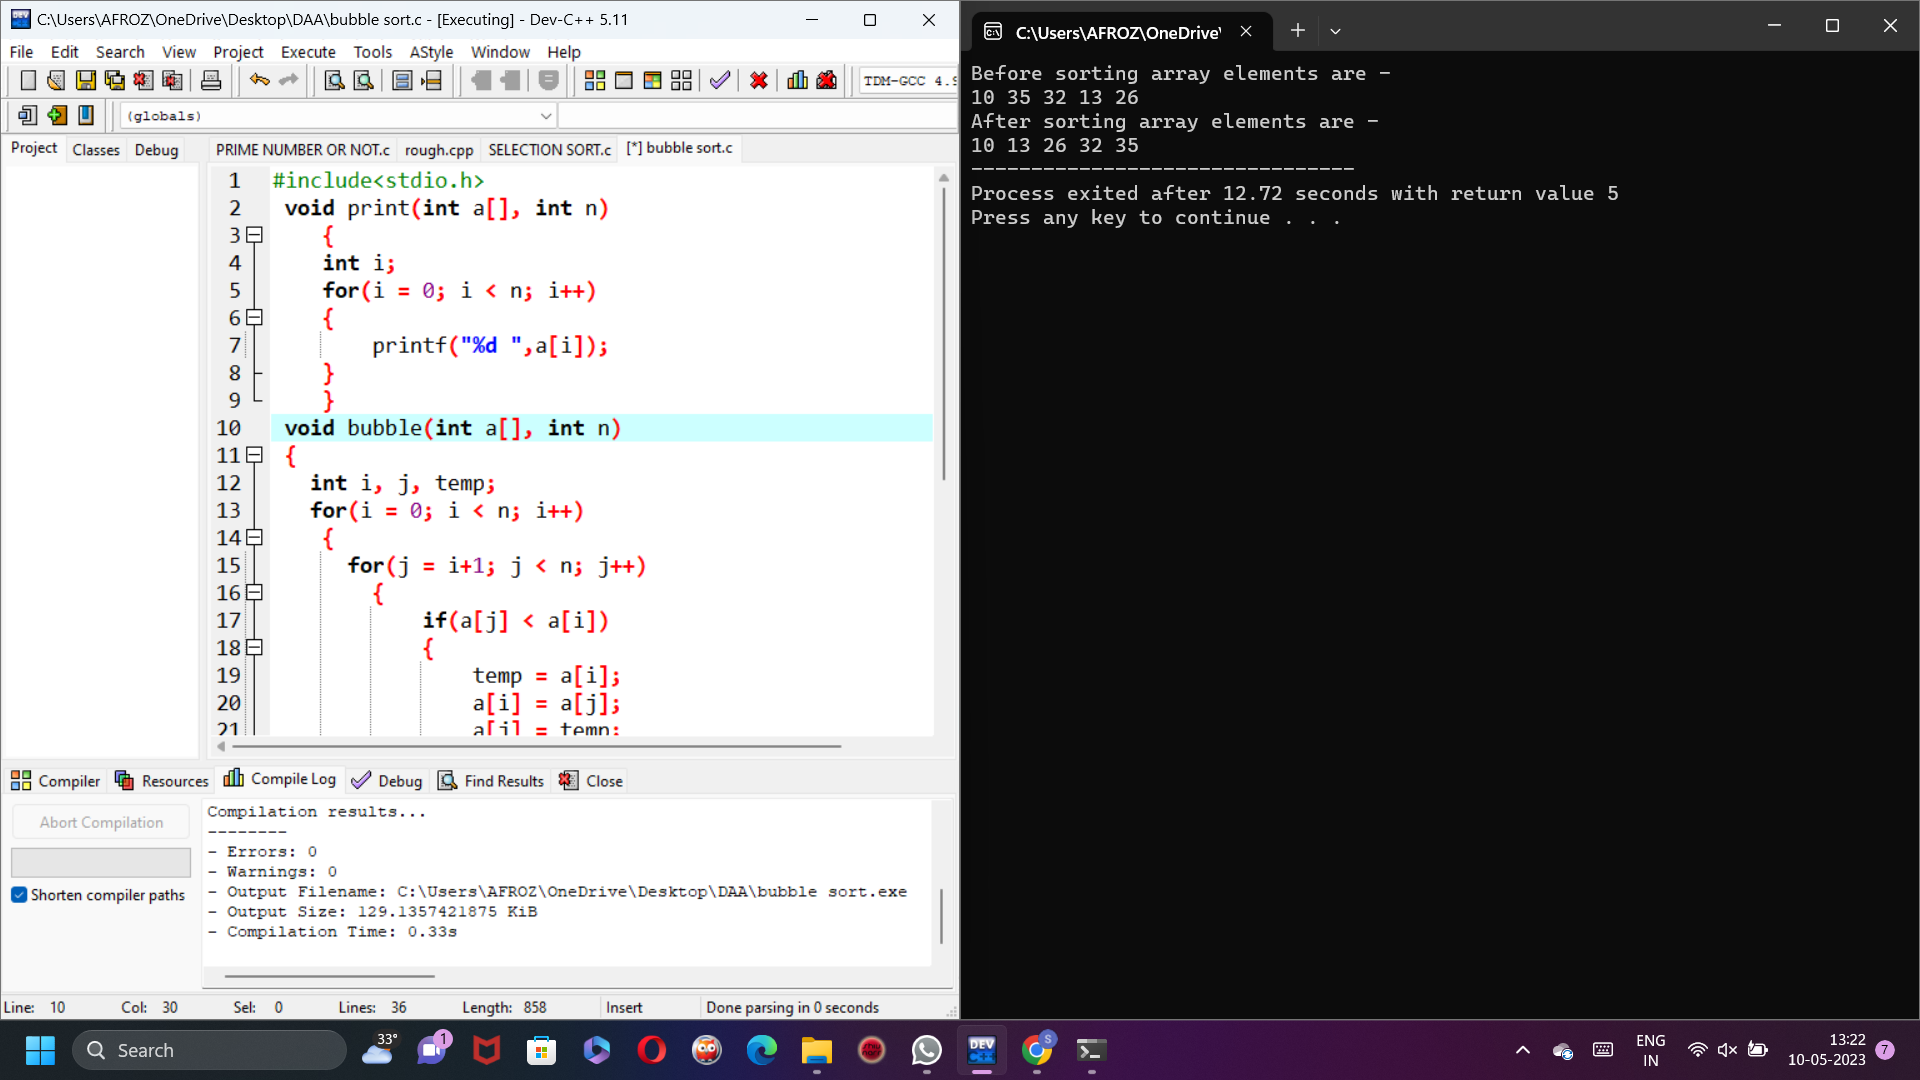 C:\Users\AFROZ\OneDrive\Desktop\DAA\bubble sort.c - [Executing] - Dev-C++ 5.11
File Edit Search View Project Execute Tools AStyle Window Help
TDM-GCC 4.9
(globals)
Project Classes Debug
PRIME NUMBER OR NOT.c rough.cpp SELECTION SORT.c [*] bubble sort.c
1 #include<stdio.h>
2 void print(int a[], int n)
3 {
4 int i;
5 for(i = 0; i < n; i++)
6 {
7 printf("%d ",a[i]);
8 }
9 }
10 void bubble(int a[], int n)
11 {
12 int i, j, temp;
13 for(i = 0; i < n; i++)
14 {
15 for(j = i+1; j < n; j++)
16 {
17 if(a[j] < a[i])
18 {
19 temp = a[i];
20 a[i] = a[j];
21 a[j] = temp;
Compiler Resources Compile Log Debug Find Results Close
Abort Compilation
Shorten compiler paths
Compilation results...
--------
- Errors: 0
- Warnings: 0
- Output Filename: C:\Users\AFROZ\OneDrive\Desktop\DAA\bubble sort.exe
- Output Size: 129.1357421875 KiB
- Compilation Time: 0.33s
Line: 10 Col: 30 Sel: 0 Lines: 36 Length: 858 Insert Done parsing in 0 seconds
C:\Users\AFROZ\OneDrive\
Before sorting array elements are -
10 35 32 13 26
After sorting array elements are -
10 13 26 32 35
--------------------------------
Process exited after 12.72 seconds with return value 5
Press any key to continue . . .
Search
33°
1
DEV
C++
S
ENG
IN
13:22
10-05-2023
7